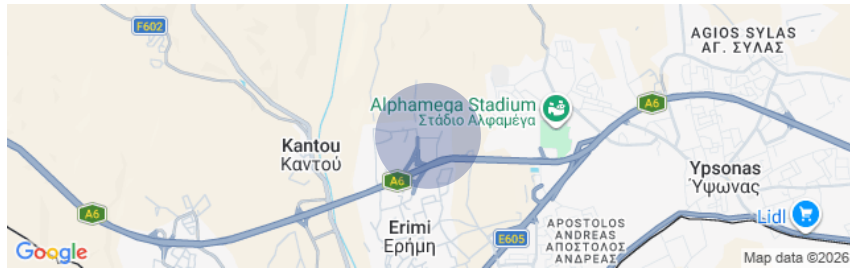 F602
AGIOS SYLAS
ΑΓ. ΣΥΛΑΣ
Alphamega Stadium
Στάδιο Αλφαμέγα
A6
Kantou
Καντού
Ypsonas
Ύψωνας
A6
A6
Erimi
Ερήμη
Lidl
APOSTOLOS
ANDREAS
ΑΠΟΣΤΟΛΟΣ
ΑΝΔΡΕΑΣ
E605
Google
Map data ©2026